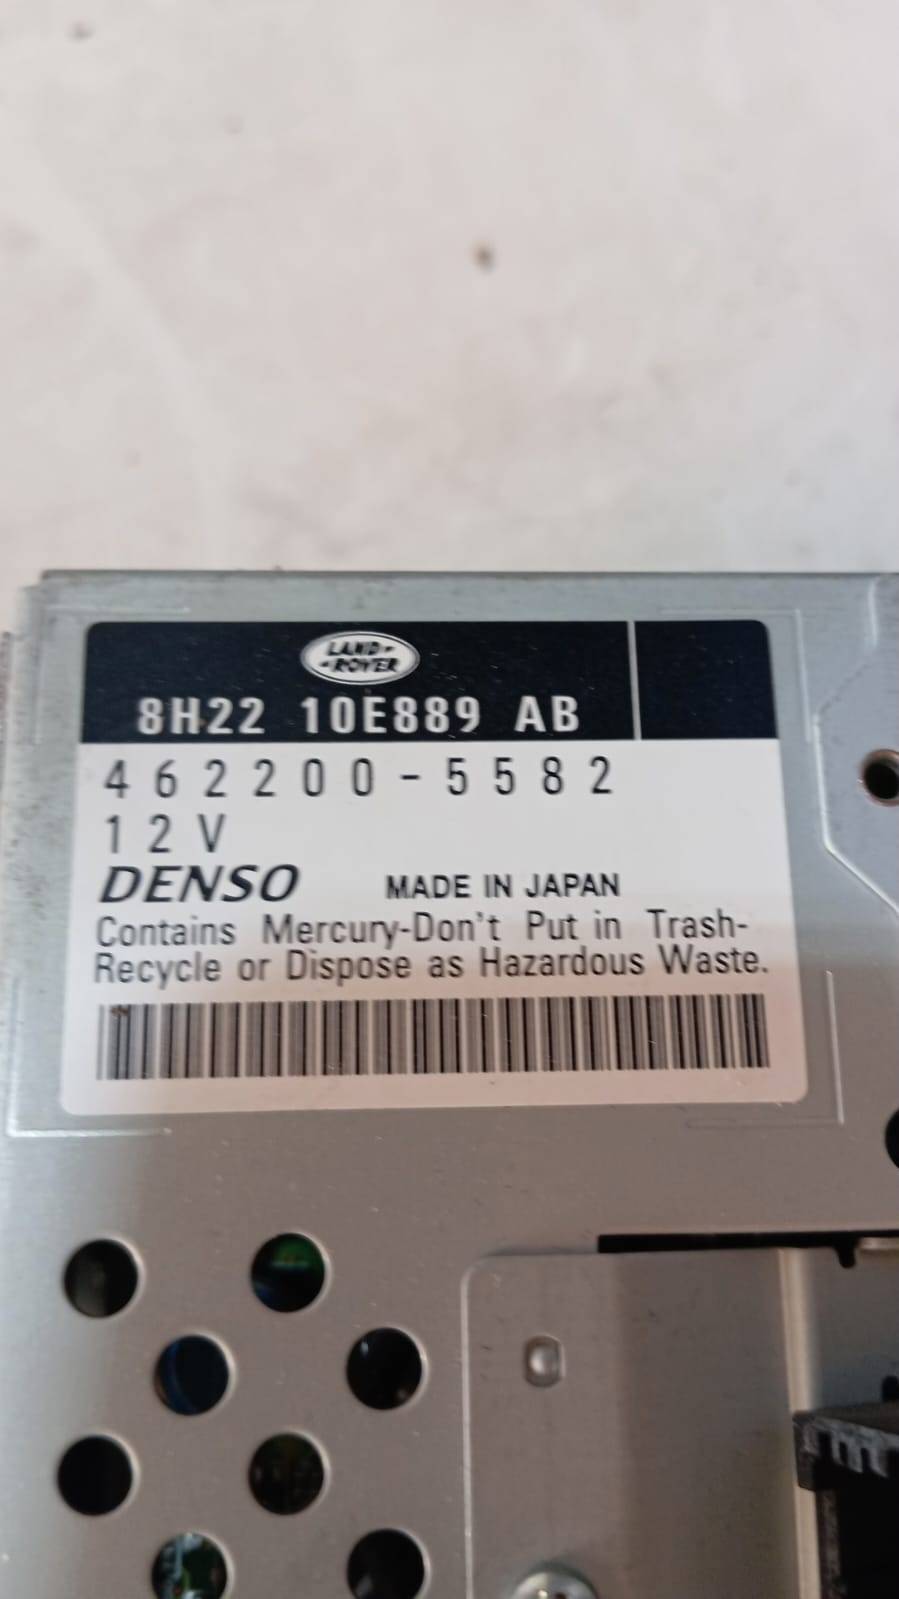 LAND-
-ROVER
8H22 10E889 AB
462200-5582
12V
DENSO MADE IN JAPAN
Contains Mercury-Don't Put in Trash-
Recycle or Dispose as Hazardous Waste.